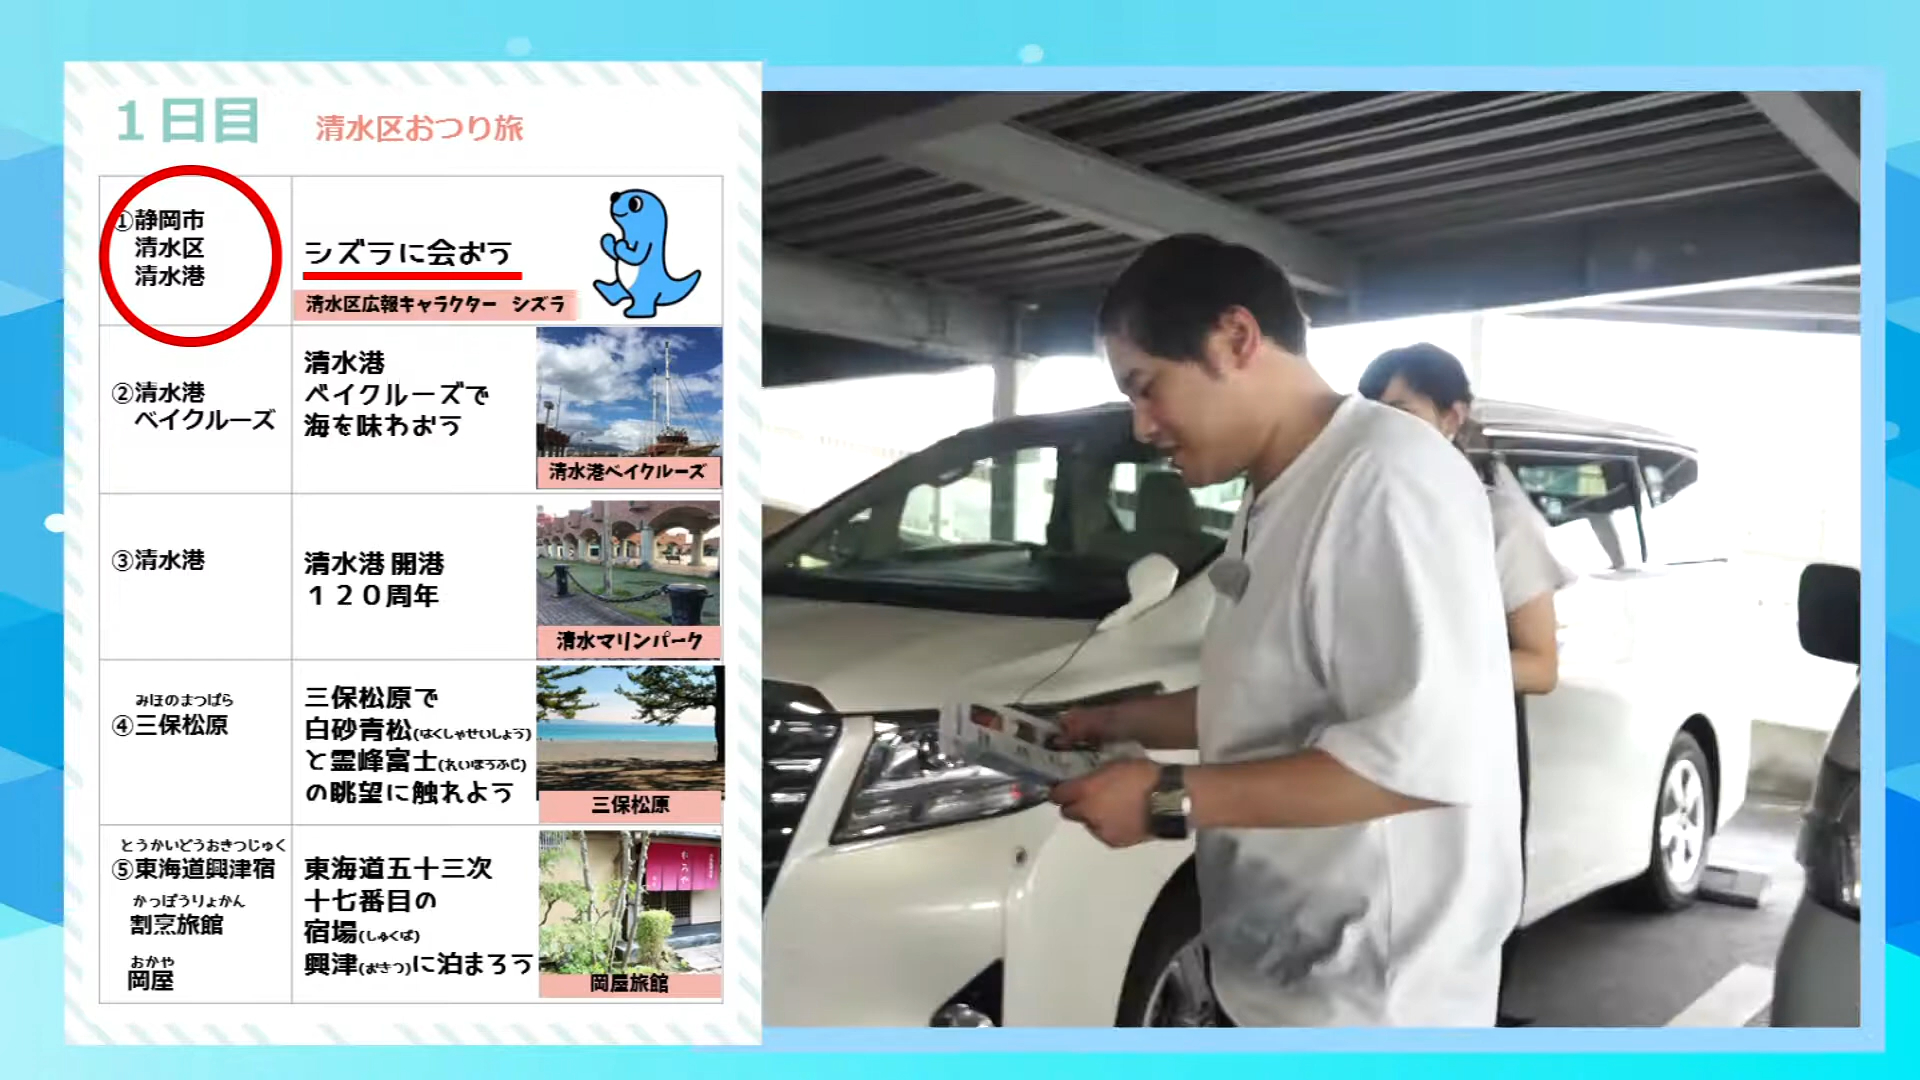 1日目
清水区おつり旅
①静岡市
清水区
清水港
シズラに会おう
清水区広報キャラクター シズラ
②清水港
ベイクルーズ
清水港
ベイクルーズで
海を味わおう
清水港ベイクルーズ
③清水港
清水港 開港
120周年
清水マリンパーク
みほのまつばら
④三保松原
三保松原で
白砂青松(はくしゃせいしょう)
と霊峰富士(れいほうふじ)
の眺望に触れよう
三保松原
とうかいどうおきつじゅく
⑤東海道興津宿
かっぽうりょかん
割烹旅館
おかや
岡屋
東海道五十三次
十七番目の
宿場(しゅくば)
興津(おきつ)に泊まろう
岡屋旅館